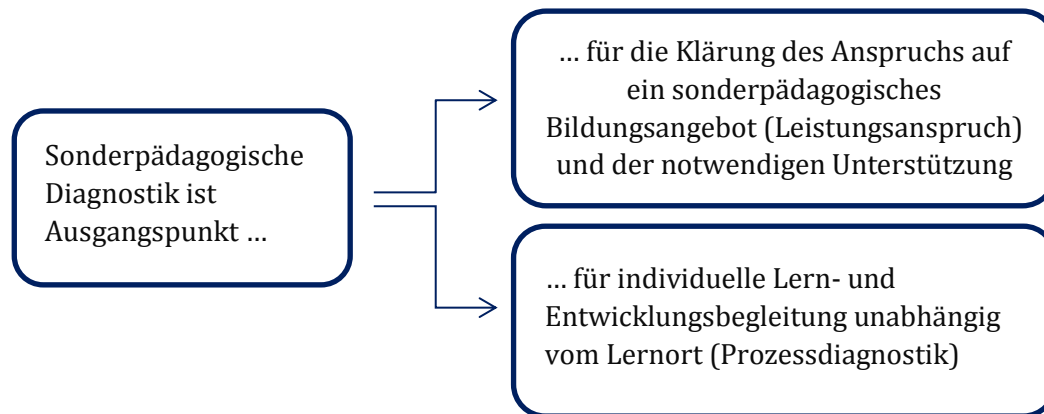 Sonderpädagogische
Diagnostik ist
Ausgangspunkt …
… für die Klärung des Anspruchs auf
ein sonderpädagogisches
Bildungsangebot (Leistungsanspruch)
und der notwendigen Unterstützung
… für individuelle Lern- und
Entwicklungsbegleitung unabhängig
vom Lernort (Prozessdiagnostik)